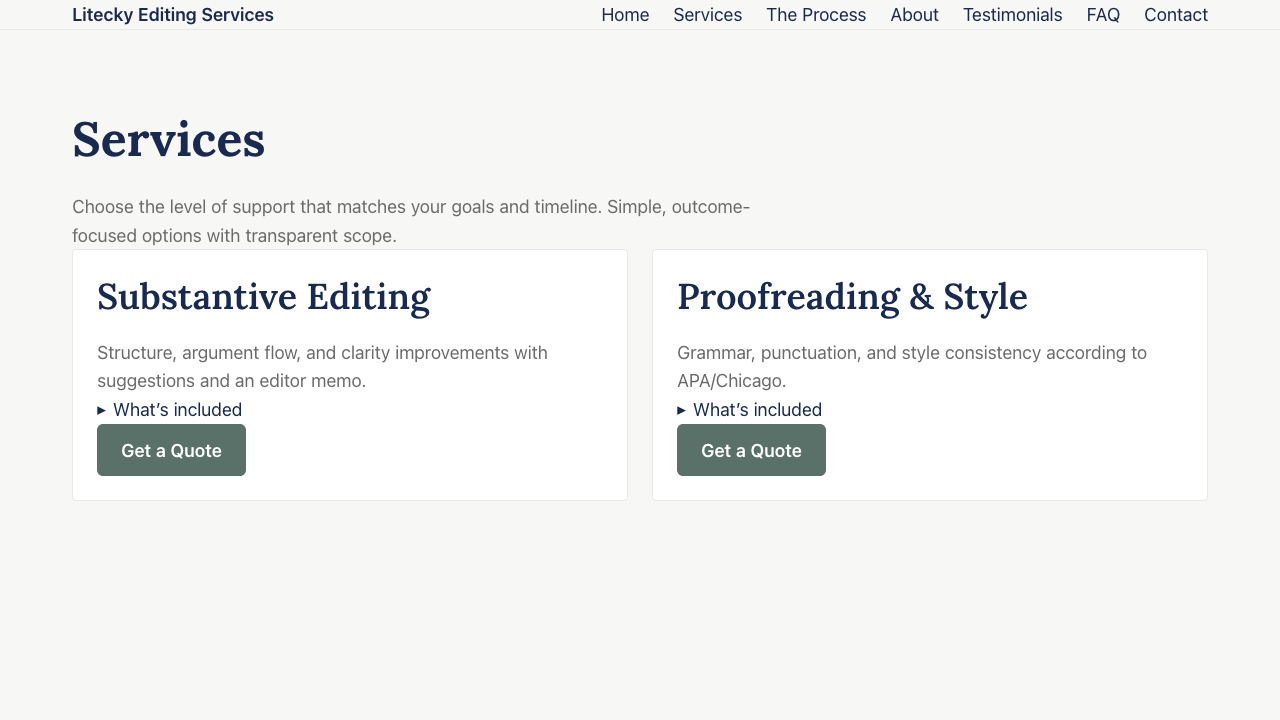 Litecky Editing Services
Home Services The Process About Testimonials FAQ Contact
Services
Choose the level of support that matches your goals and timeline. Simple, outcome-
focused options with transparent scope.
Substantive Editing
Structure, argument flow, and clarity improvements with
suggestions and an editor memo.
▸ What’s included
Get a Quote
Proofreading & Style
Grammar, punctuation, and style consistency according to
APA/Chicago.
▸ What’s included
Get a Quote